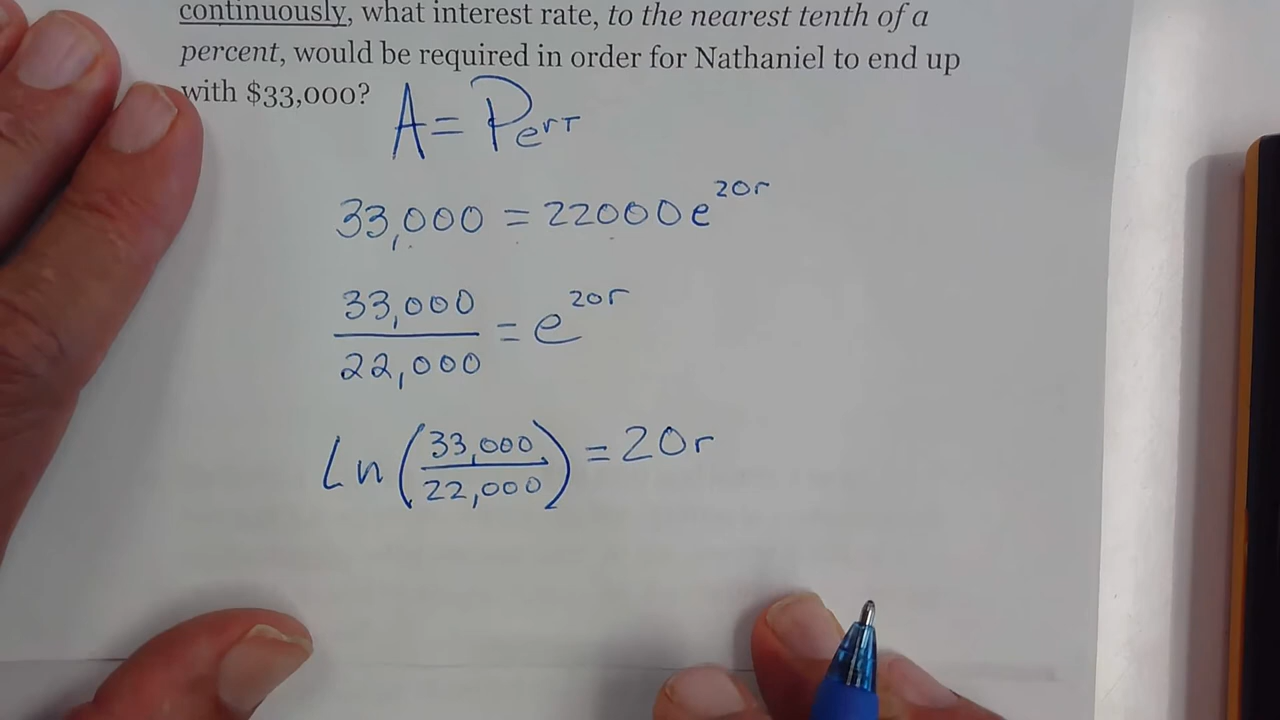 continuously, what interest rate, to the nearest tenth of a
percent, would be required in order for Nathaniel to end up
with $33,000?
A = Pe^rT
33,000 = 22000e^20r
33,000/22,000 = e^20r
Ln(33,000/22,000) = 20r